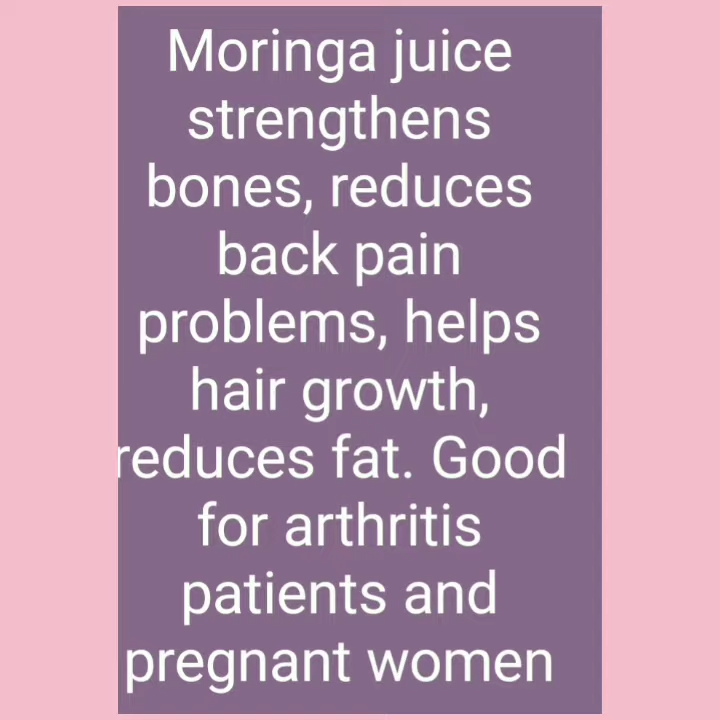 Moringa juice
strengthens
bones, reduces
back pain
problems, helps
hair growth,
reduces fat. Good
for arthritis
patients and
pregnant women